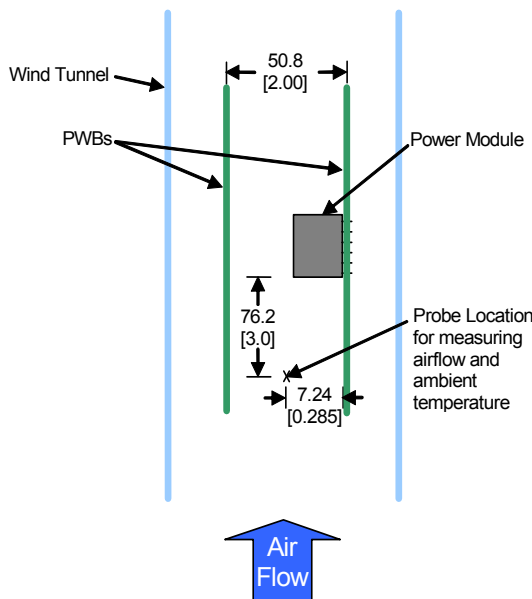 50.8
[2.00]
Wind Tunnel
PWBs
Power Module
76.2
[3.0]
Probe Location
for measuring
airflow and
ambient
temperature
x
7.24
[0.285]
Air
Flow